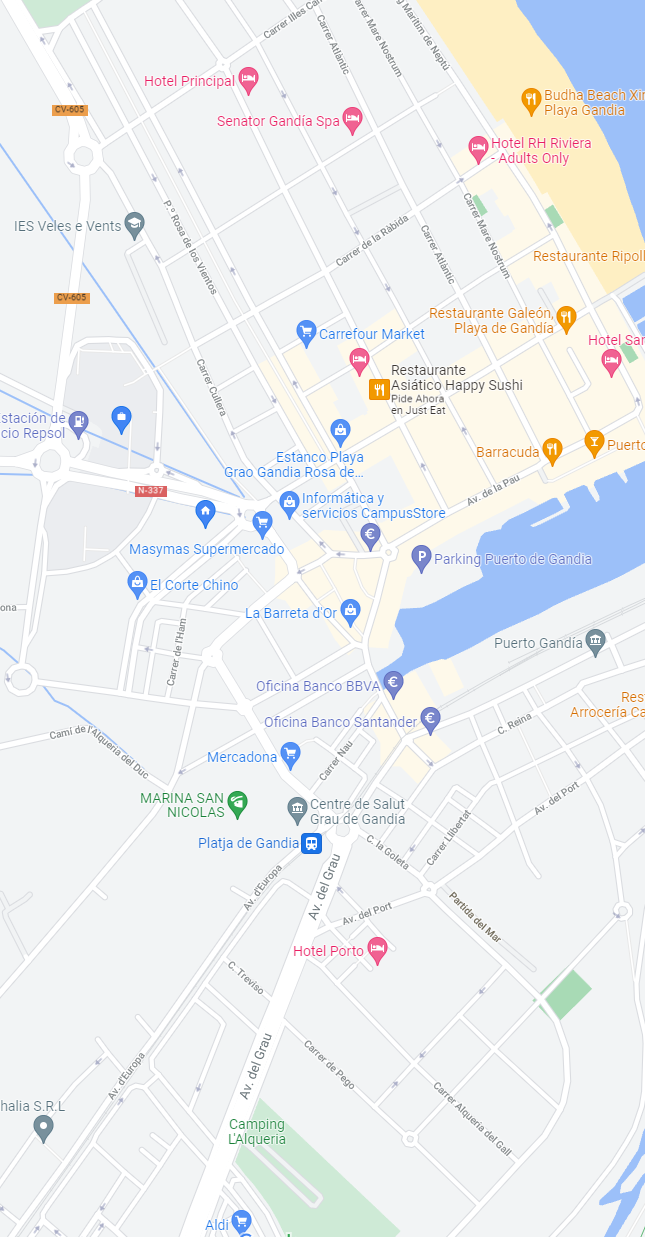 Carrer Illes Can
Carrer Atlàntic
Carrer Mare Nostrum
g Marítim de Neptú
Hotel Principal
CV-605
Senator Gandía Spa
Budha Beach Xir
Playa Gandia
Hotel RH Riviera
- Adults Only
IES Veles e Vents
P.º Rosa de los Vientos
Carrer de la Ràbida
Carrer Atlàntic
Carrer Mare Nostrum
Restaurante Ripoll
CV-605
Restaurante Galeón,
Playa de Gandía
Carrefour Market
Hotel Sar
Restaurante
Asiático Happy Sushi
Pide Ahora
en Just Eat
Carrer Cullera
Estación de
cio Repsol
Estanco Playa
Grao Gandia Rosa de...
Barracuda
Puerto
N-337
Informática y
servicios CampusStore
Av. de la Pau
Masymas Supermercado
Parking Puerto de Gandia
El Corte Chino
ona
La Barreta d'Or
Carrer de l'Ham
Puerto Gandía
Oficina Banco BBVA
Oficina Banco Santander
Rest
Arrocería Ca
C. Reina
Camí de l'Alqueria del Duc
Mercadona
Carrer Nau
MARINA SAN
NICOLAS
Centre de Salut
Grau de Gandia
Av. del Port
Platja de Gandia
C. la Goleta
Carrer Llibertat
Av. d'Europa
Av. del Grau
Av. del Port
Partida del Mar
Hotel Porto
C. Treviso
Av. del Grau
Carrer de Pego
Av. d'Europa
Carrer Alqueria del Gall
halia S.R.L
Camping
L'Alqueria
Aldi